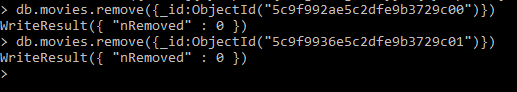 > db.movies.remove({_id:ObjectId("5c9f992ae5c2dfe9b3729c00")})
WriteResult({ "nRemoved" : 0 })
> db.movies.remove({_id:ObjectId("5c9f9936e5c2dfe9b3729c01")})
WriteResult({ "nRemoved" : 0 })
>